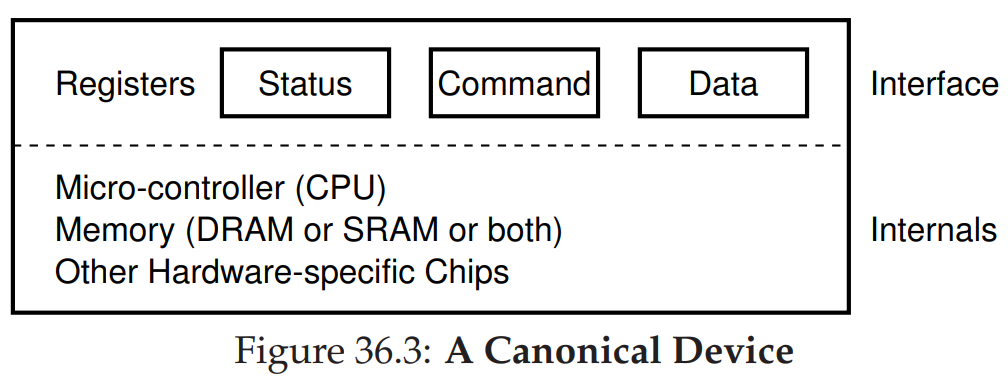 Registers Status Command Data Interface
Micro-controller (CPU)
Memory (DRAM or SRAM or both) Internals
Other Hardware-specific Chips
Figure 36.3: A Canonical Device